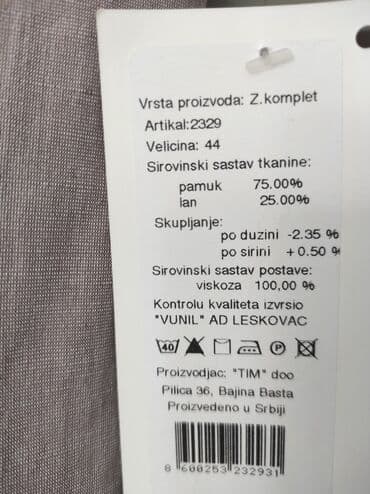 Vrsta proizvoda: Z.komplet
Artikal:2329
Velicina: 44
Sirovinski sastav tkanine:
pamuk 75.00%
lan 25.00%
Skupljanje:
po duzini -2.35 %
po sirini +0.50 %
Sirovinski sastav postave:
viskoza 100,00 %
Kontrolu kvaliteta izvrsio
"VUNIL" AD LESKOVAC
40 P
Proizvodjac: "TIM" doo
Pilica 36, Bajina Basta
Proizvedeno u Srbiji
8 600253 232931